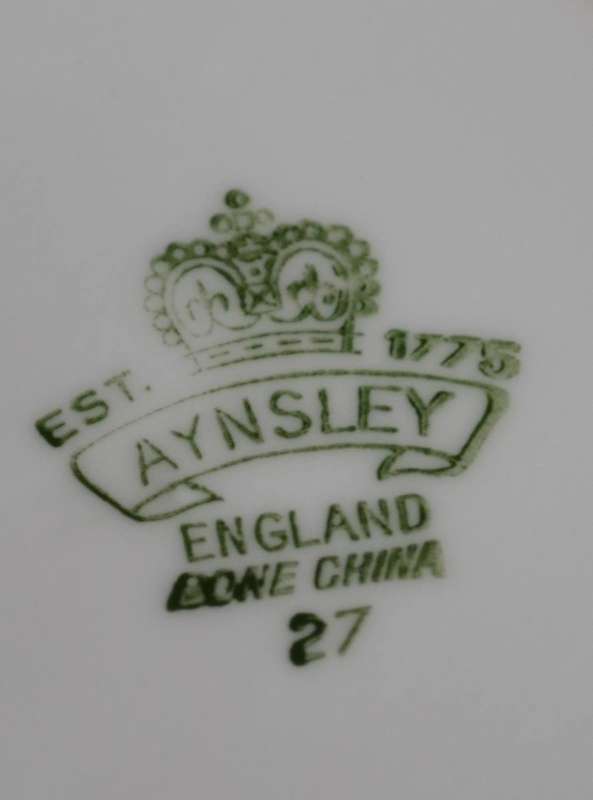 EST. 1775
AYNSLEY
ENGLAND
BONE CHINA
27